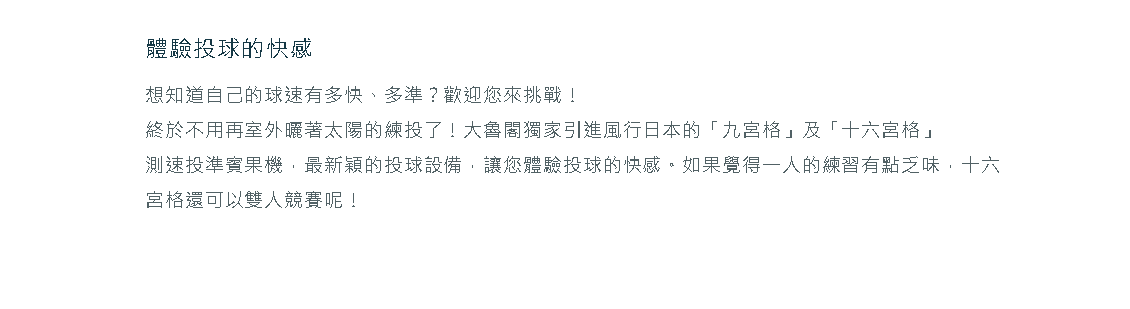 體驗投球的快感
想知道自己的球速有多快、多準？歡迎您來挑戰！
終於不用再室外曬著太陽的練投了！大魯閣獨家引進風行日本的「九宮格」及「十六宮格」
測速投準賓果機，最新穎的投球設備，讓您體驗投球的快感。如果覺得一人的練習有點乏味，十六
宮格還可以雙人競賽呢！